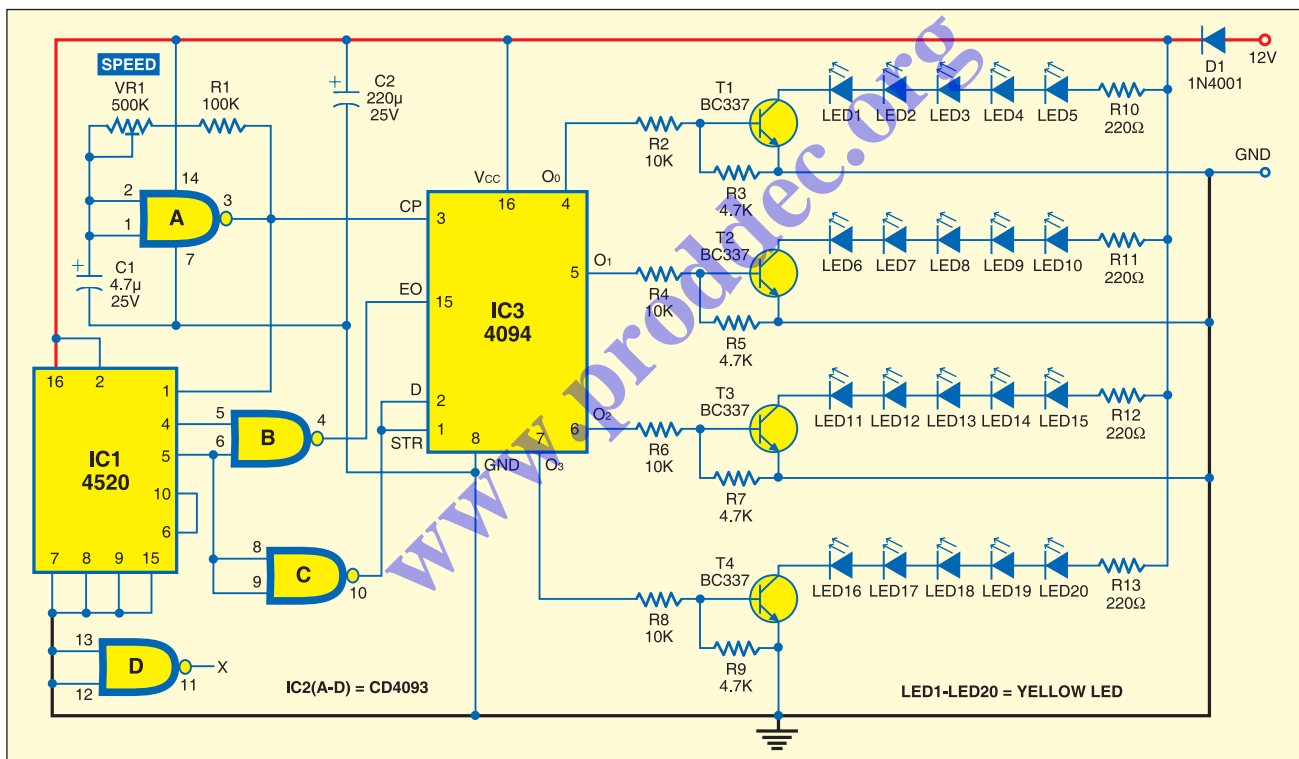 SPEED
VR1
500K
R1
100K
C2
220µ
25V
+
D1
1N4001
12V
GND
T1
BC337
LED1
LED2
LED3
LED4
LED5
R10
220Ω
R2
10K
R3
4.7K
2
1
A
14
3
7
+
C1
4.7µ
25V
VCC
16
O0
4
CP
3
EO
15
D
2
1
STR
IC3
4094
5
O1
6
O2
7
O3
8
GND
T2
BC337
LED6
LED7
LED8
LED9
LED10
R11
220Ω
R4
10K
R5
4.7K
T3
BC337
LED11
LED12
LED13
LED14
LED15
R12
220Ω
R6
10K
R7
4.7K
T4
BC337
LED16
LED17
LED18
LED19
LED20
R13
220Ω
R8
10K
R9
4.7K
16
2
1
4
5
10
6
IC1
4520
7
8
9
15
5
6
B
4
8
9
C
10
13
12
D
11
X
IC2(A-D) = CD4093
LED1-LED20 = YELLOW LED
www.proddec.org